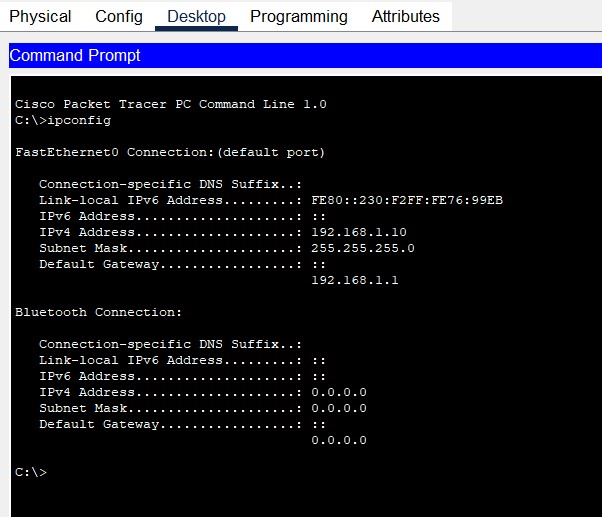 Physical Config Desktop Programming Attributes
Command Prompt
Cisco Packet Tracer PC Command Line 1.0
C:\>ipconfig
FastEthernet0 Connection:(default port)
Connection-specific DNS Suffix..:
Link-local IPv6 Address.........: FE80::230:F2FF:FE76:99EB
IPv6 Address....................: ::
IPv4 Address....................: 192.168.1.10
Subnet Mask.....................: 255.255.255.0
Default Gateway.................: ::
192.168.1.1
Bluetooth Connection:
Connection-specific DNS Suffix..:
Link-local IPv6 Address.........: ::
IPv6 Address....................: ::
IPv4 Address....................: 0.0.0.0
Subnet Mask.....................: 0.0.0.0
Default Gateway.................: ::
0.0.0.0
C:\>